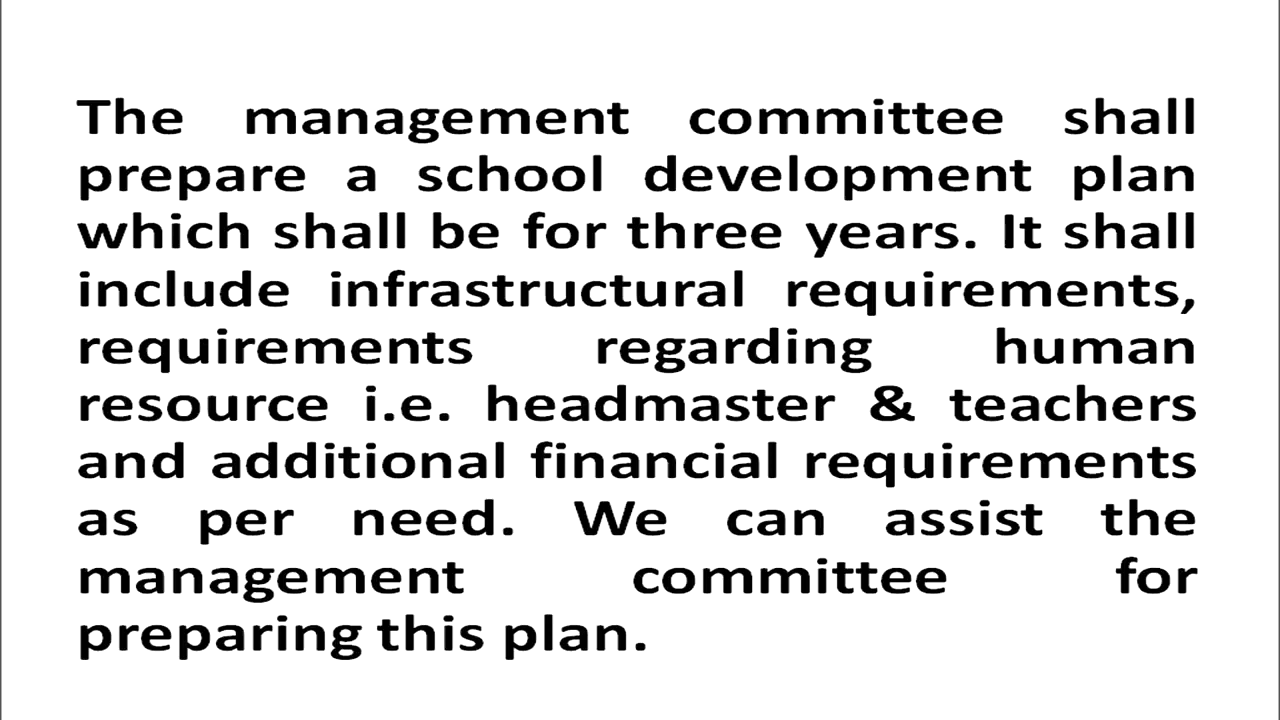 The management committee shall
prepare a school development plan
which shall be for three years. It shall
include infrastructural requirements,
requirements regarding human
resource i.e. headmaster & teachers
and additional financial requirements
as per need. We can assist the
management committee for
preparing this plan.